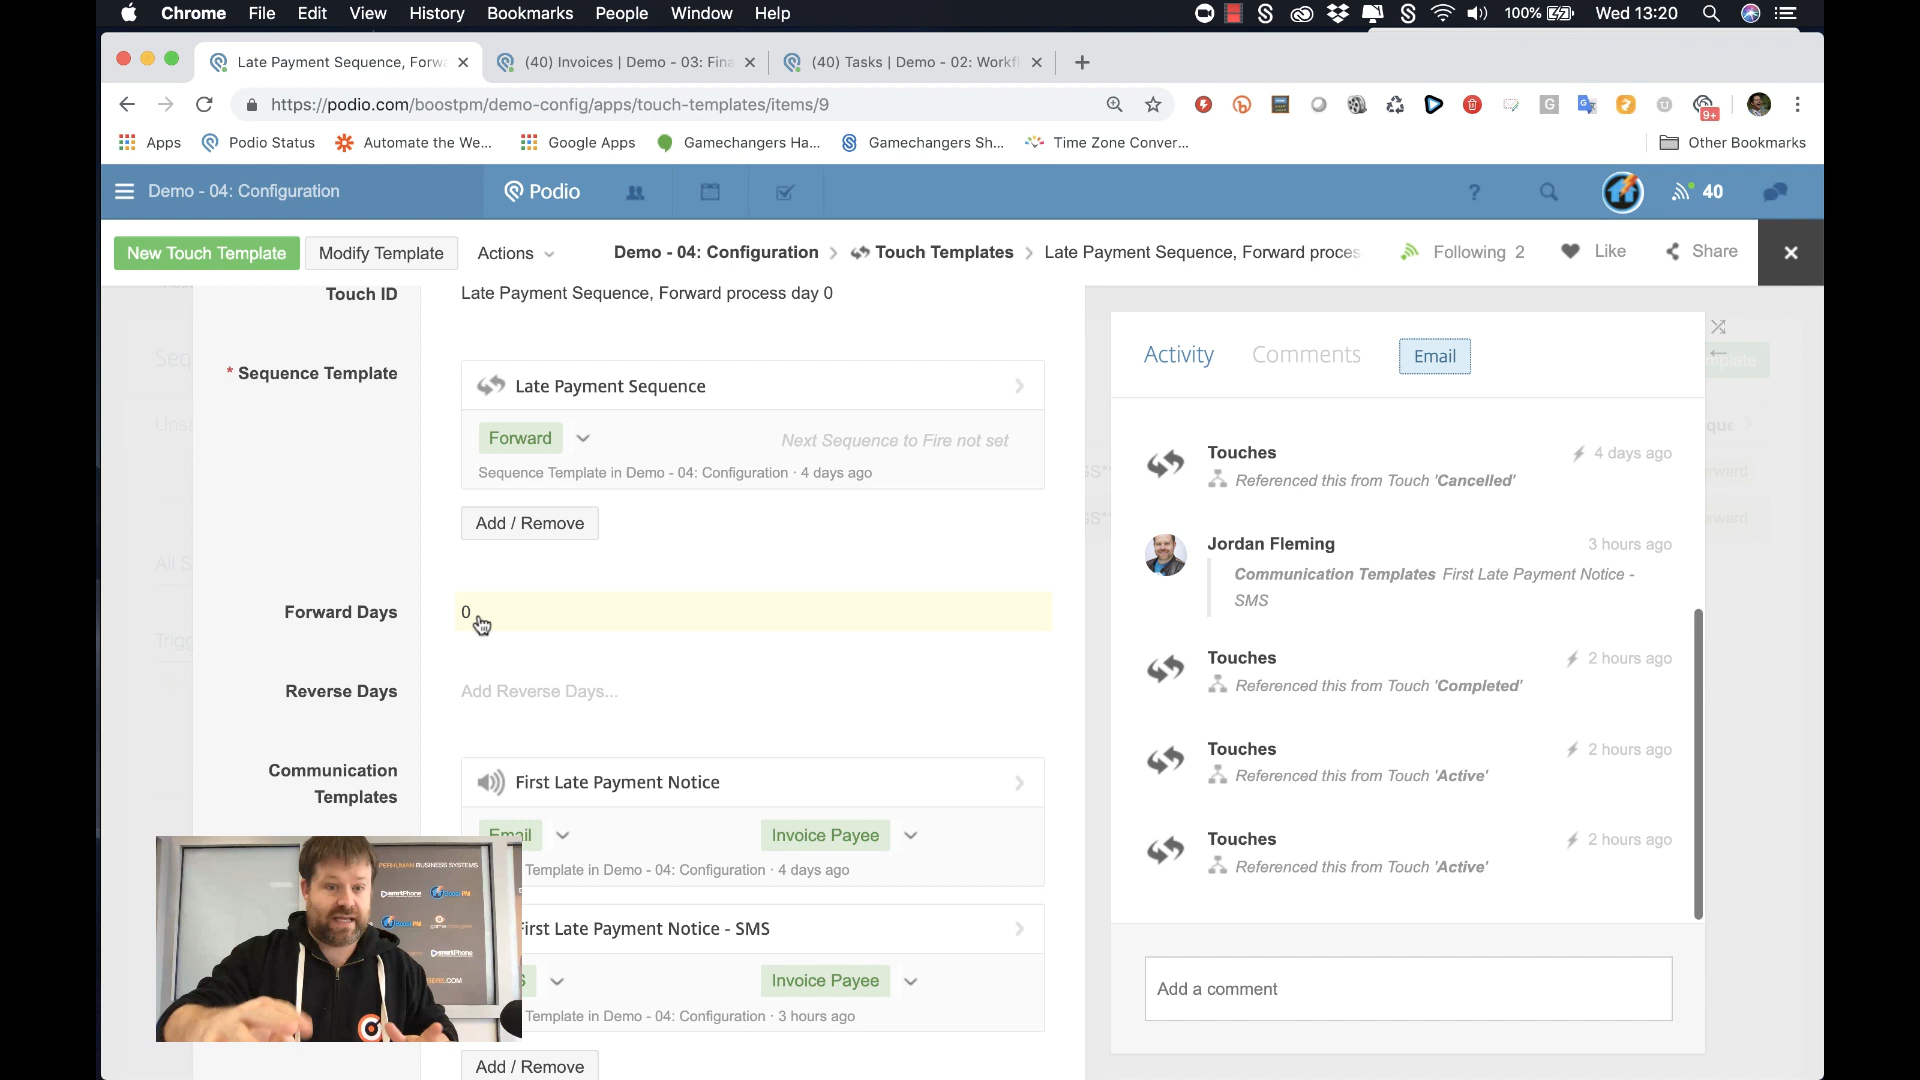 Chrome File Edit View History Bookmarks People Window Help 100% Wed 13:20
Late Payment Sequence, Forw
(40) Invoices | Demo - 03: Fina
(40) Tasks | Demo - 02: Workfl
https://podio.com/boostpm/demo-config/apps/touch-templates/items/9
9+
Apps Podio Status Automate the We... Google Apps Gamechangers Ha... Gamechangers Sh... Time Zone Conver... Other Bookmarks
Demo - 04: Configuration Podio ? 40
New Touch Template Modify Template Actions Demo - 04: Configuration Touch Templates Late Payment Sequence, Forward proces Following 2 Like Share
Touch ID
Late Payment Sequence, Forward process day 0
* Sequence Template
Late Payment Sequence
Forward
Next Sequence to Fire not set
Sequence Template in Demo - 04: Configuration · 4 days ago
Add / Remove
Forward Days
0
Reverse Days
Add Reverse Days...
Communication
Templates
First Late Payment Notice
Email
Invoice Payee
Template in Demo - 04: Configuration · 4 days ago
First Late Payment Notice - SMS
Invoice Payee
Template in Demo - 04: Configuration · 3 hours ago
Add / Remove
Activity Comments Email
Touches 4 days ago
Referenced this from Touch 'Cancelled'
Jordan Fleming 3 hours ago
Communication Templates First Late Payment Notice -
SMS
Touches 2 hours ago
Referenced this from Touch 'Completed'
Touches 2 hours ago
Referenced this from Touch 'Active'
Touches 2 hours ago
Referenced this from Touch 'Active'
Add a comment
PERHUMAN BUSINESS SYSTEMS